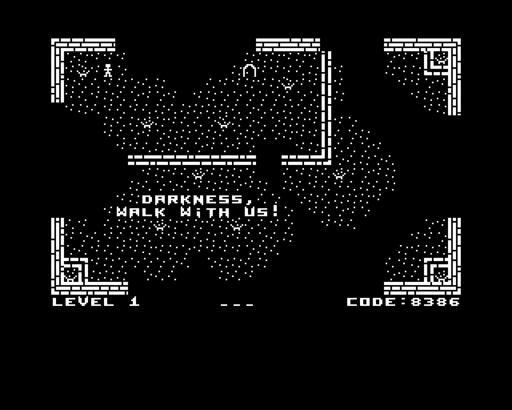 DARKNESS,
WALK WiTH US!
LEVEL 1 _ _ _ CODE:8386